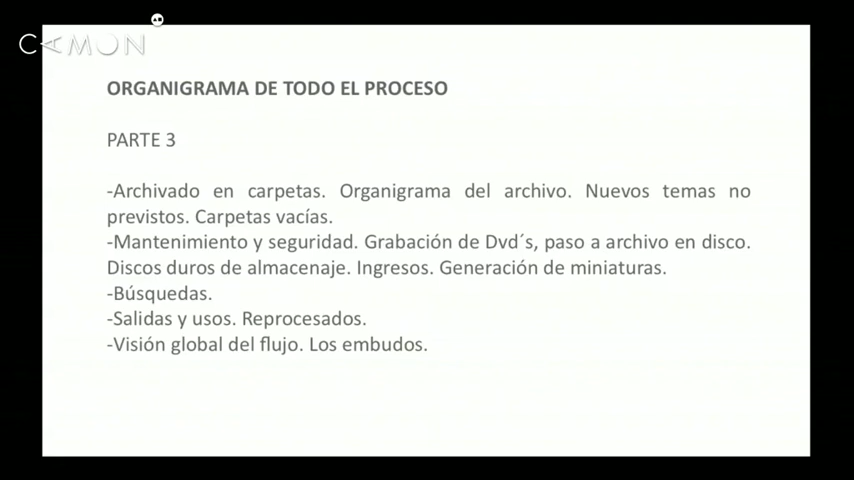 CAMON
ORGANIGRAMA DE TODO EL PROCESO
PARTE 3
-Archivado en carpetas. Organigrama del archivo. Nuevos temas no
previstos. Carpetas vacías.
-Mantenimiento y seguridad. Grabación de Dvd´s, paso a archivo en disco.
Discos duros de almacenaje. Ingresos. Generación de miniaturas.
-Búsquedas.
-Salidas y usos. Reprocesados.
-Visión global del flujo. Los embudos.